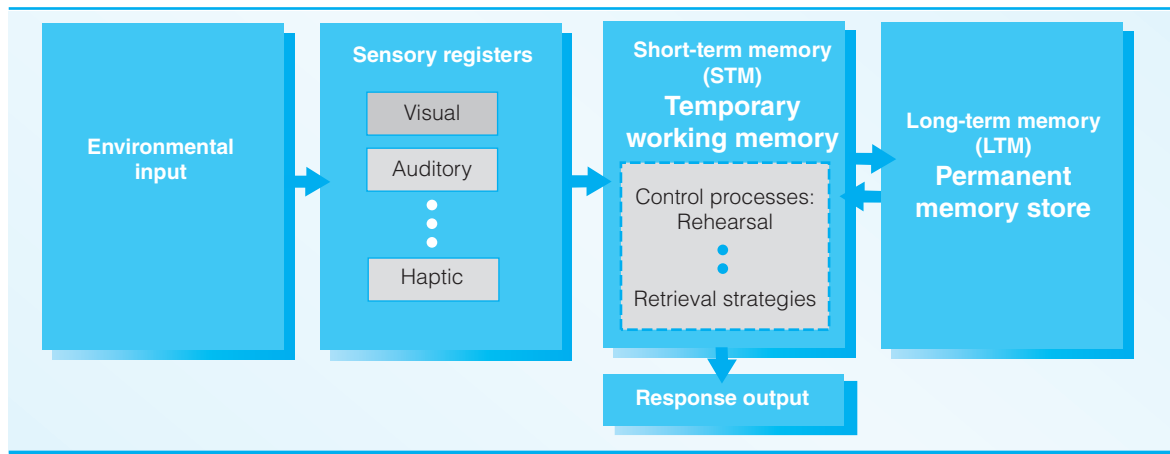 Environmental
input
Sensory registers
Visual
Auditory
Haptic
Short-term memory
(STM)
Temporary
working memory
Control processes:
Rehearsal
Retrieval strategies
Response output
Long-term memory
(LTM)
Permanent
memory store